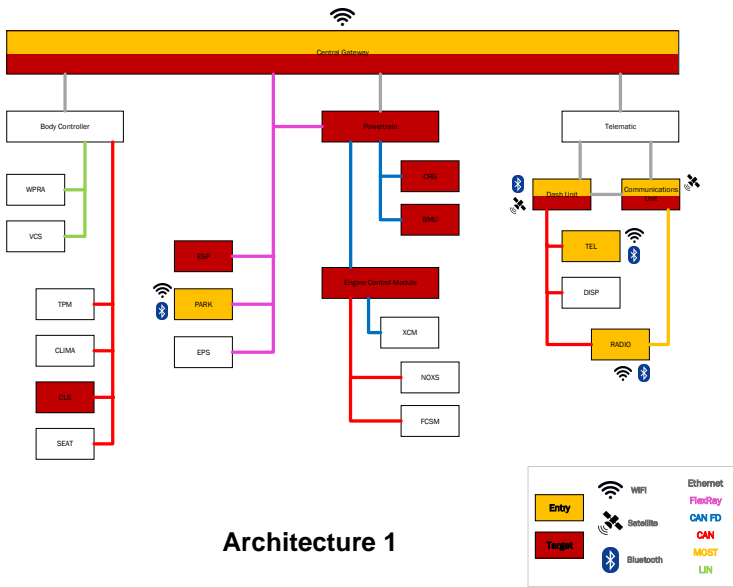 Central Gateway
Body Controller
Powertrain
Telematic
WPRA
CRG
Dash Unit
Communications
Unit
VCS
BMU
TEL
ESP
Engine Control Module
DISP
TPM
PARK
XCM
RADIO
CLIMA
EPS
NOXS
CLS
FCSM
SEAT
Architecture 1
Entry
Target
WiFi
Satellite
Bluetooth
Ethernet
FlexRay
CAN FD
CAN
MOST
LIN